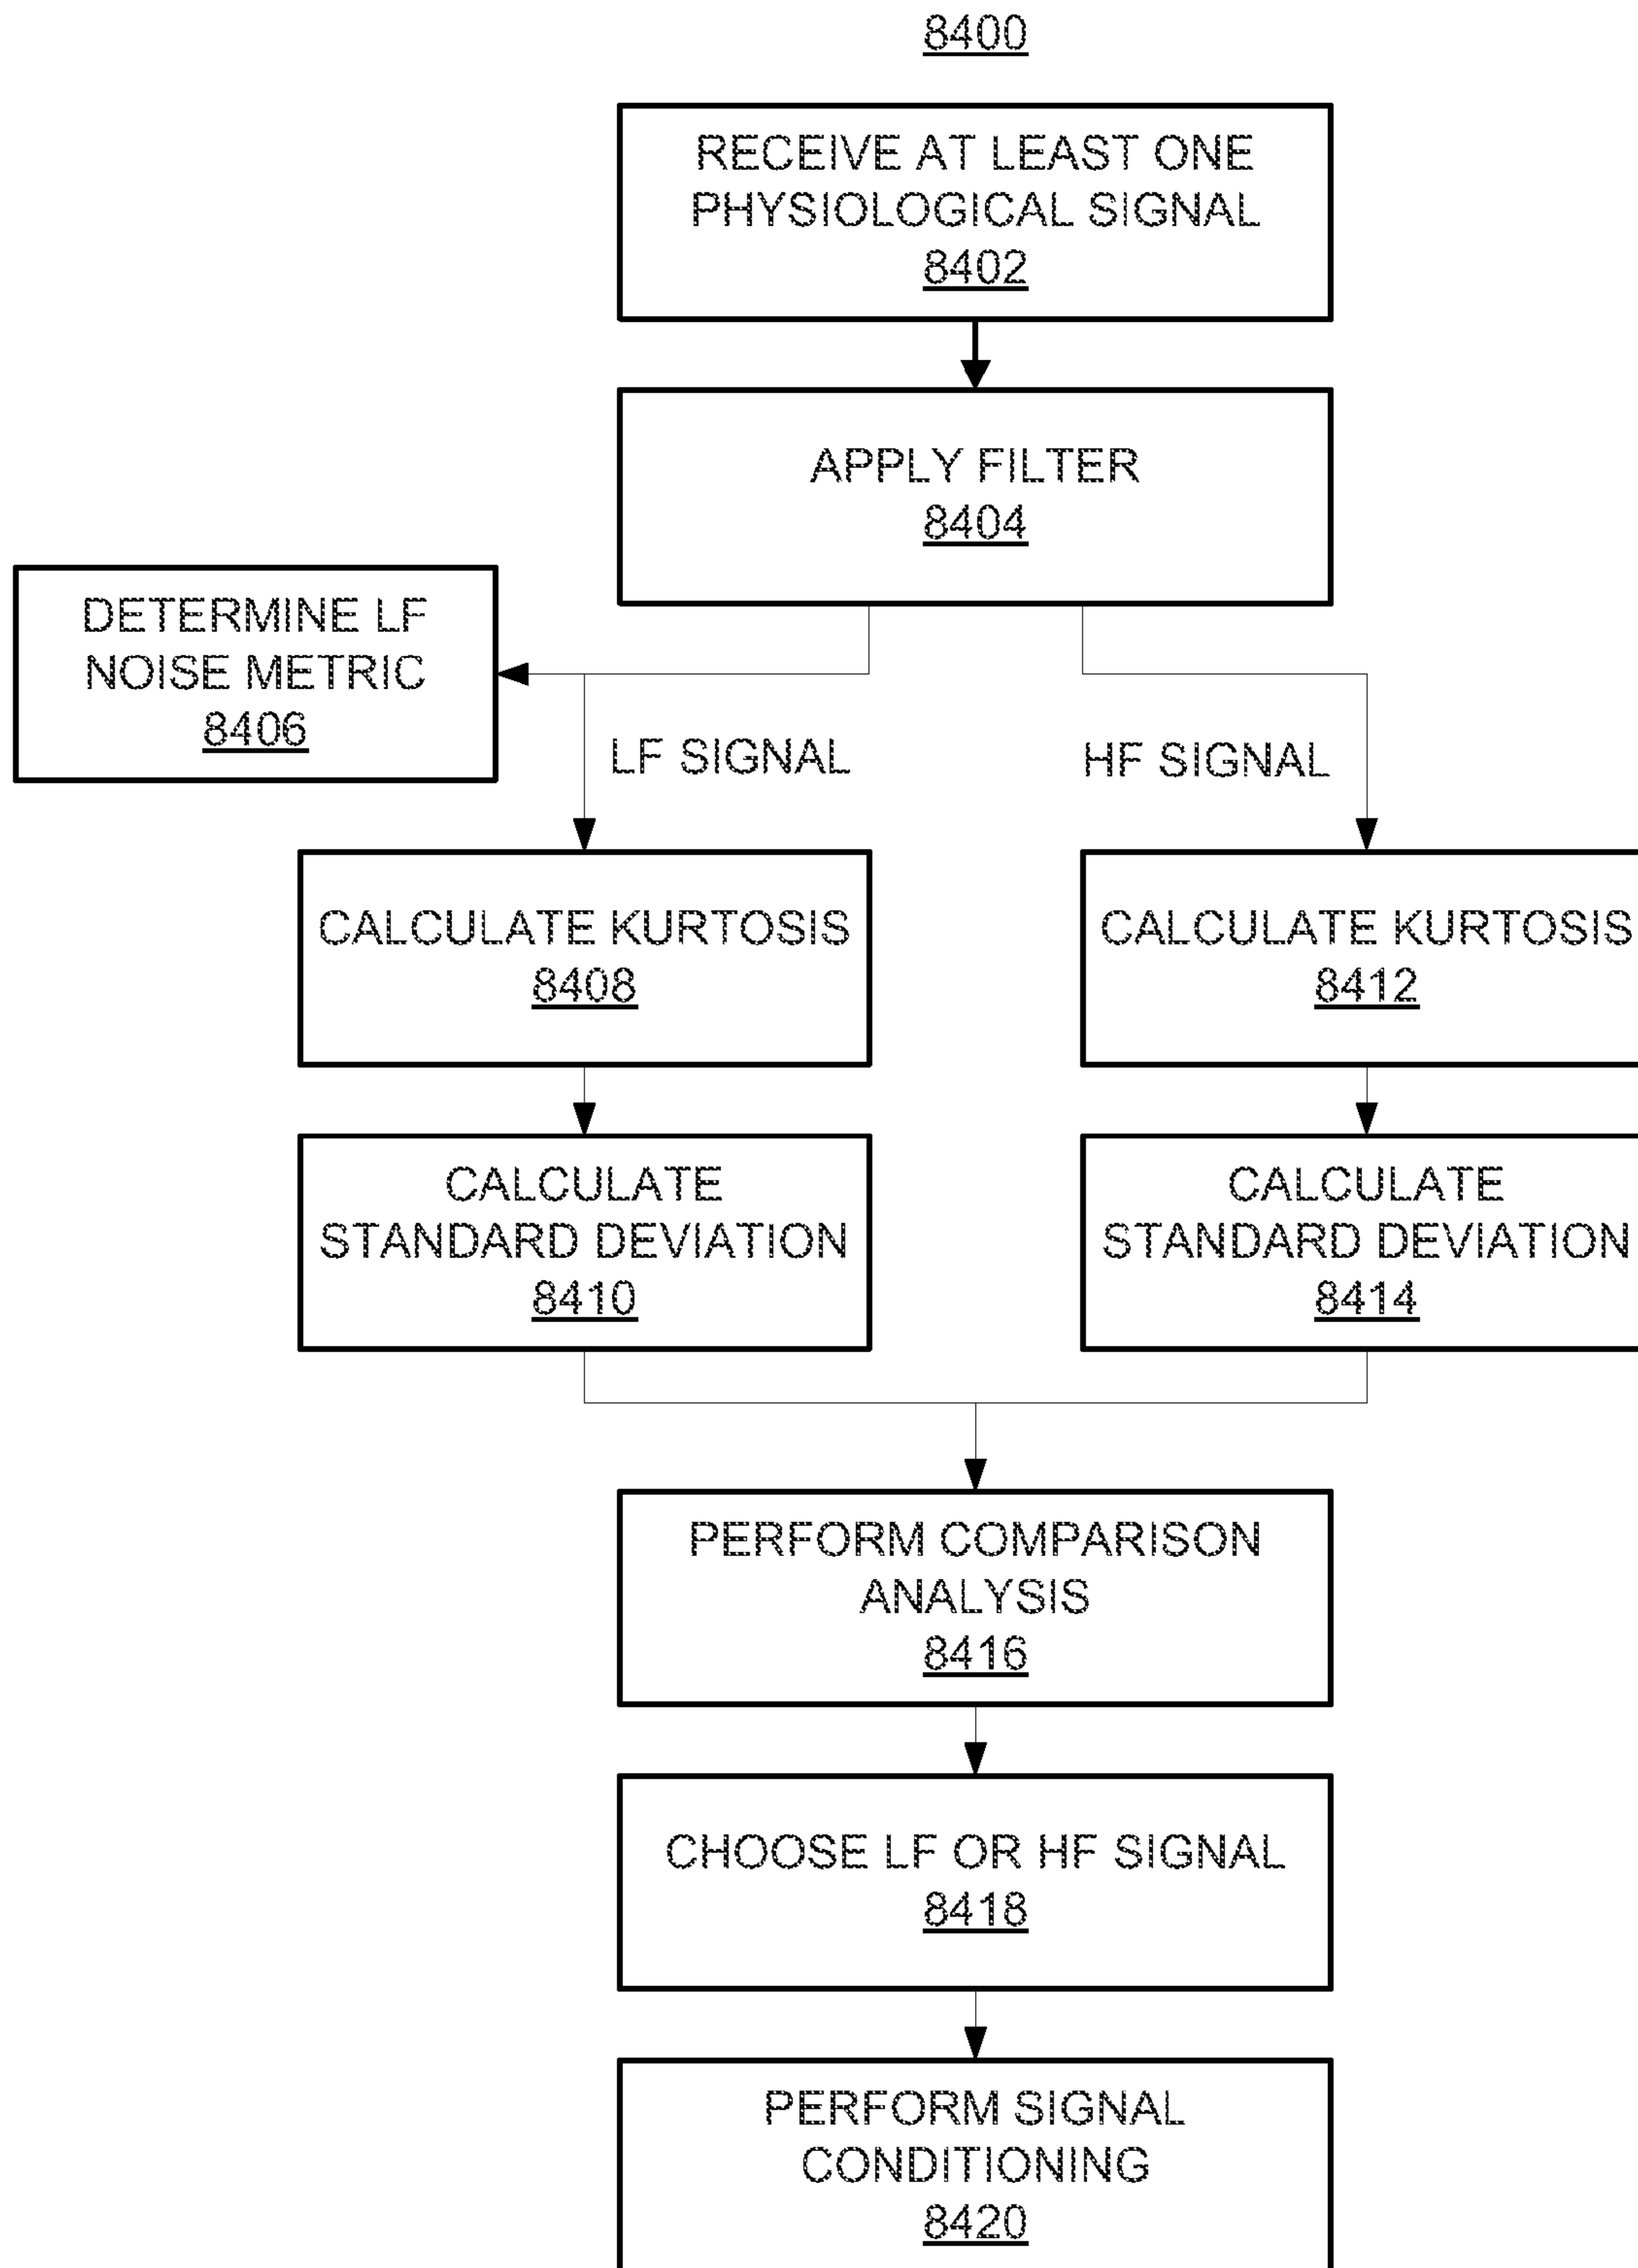 8400
RECEIVE AT LEAST ONE
PHYSIOLOGICAL SIGNAL
8402
APPLY FILTER
8404
DETERMINE LF
NOISE METRIC
8406
LF SIGNAL
HF SIGNAL
CALCULATE KURTOSIS
8408
CALCULATE KURTOSIS
8412
CALCULATE
STANDARD DEVIATION
8410
CALCULATE
STANDARD DEVIATION
8414
PERFORM COMPARISON
ANALYSIS
8416
CHOOSE LF OR HF SIGNAL
8418
PERFORM SIGNAL
CONDITIONING
8420